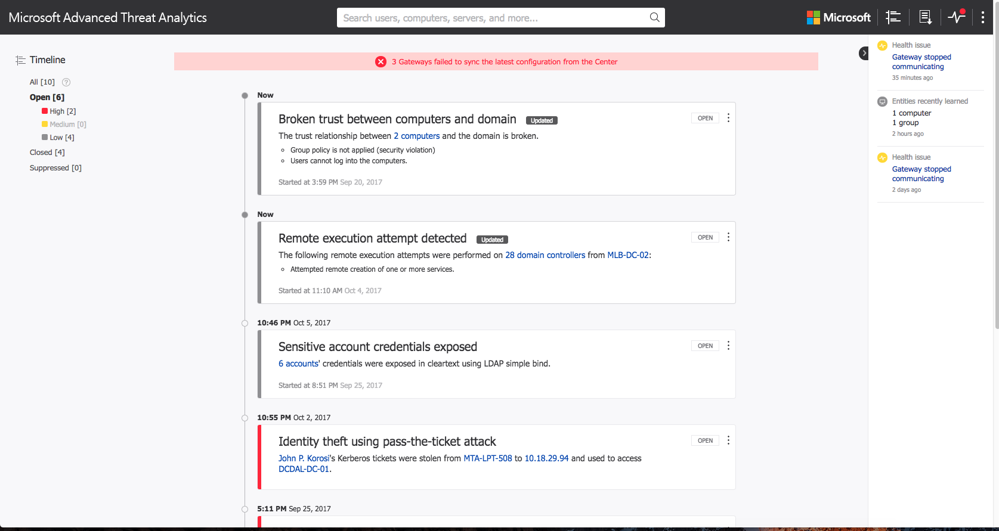 Microsoft Advanced Threat Analytics
Search users, computers, servers, and more...
Microsoft
Timeline
All [10] ?
Open [6]
High [2]
Medium [0]
Low [4]
Closed [4]
Suppressed [0]
3 Gateways failed to sync the latest configuration from the Center
Now
Broken trust between computers and domain Updated
OPEN
The trust relationship between 2 computers and the domain is broken.
Group policy is not applied (security violation)
Users cannot log into the computers.
Started at 3:59 PM Sep 20, 2017
Now
Remote execution attempt detected Updated
OPEN
The following remote execution attempts were performed on 28 domain controllers from MLB-DC-02:
Attempted remote creation of one or more services.
Started at 11:10 AM Oct 4, 2017
10:46 PM Oct 5, 2017
Sensitive account credentials exposed
OPEN
6 accounts' credentials were exposed in cleartext using LDAP simple bind.
Started at 8:51 PM Sep 25, 2017
10:55 PM Oct 2, 2017
Identity theft using pass-the-ticket attack
OPEN
John P. Korosi's Kerberos tickets were stolen from MTA-LPT-508 to 10.18.29.94 and used to access
DCDAL-DC-01.
5:11 PM Sep 25, 2017
Health issue
Gateway stopped
communicating
35 minutes ago
Entities recently learned
1 computer
1 group
2 hours ago
Health issue
Gateway stopped
communicating
2 days ago